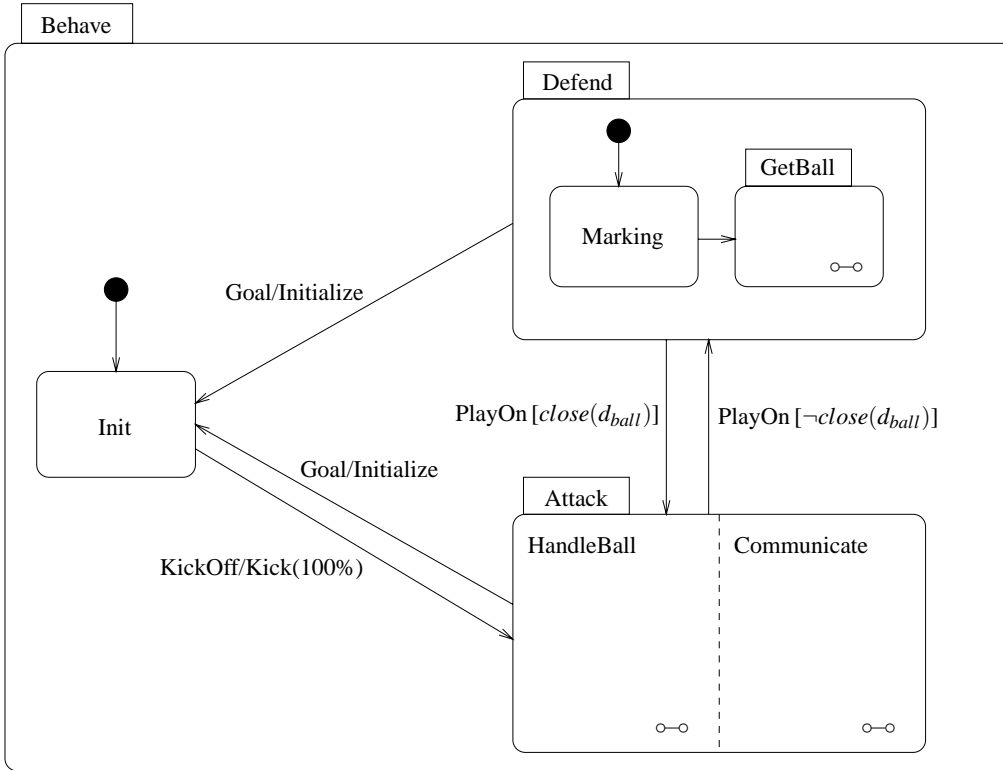 Behave
Defend
GetBall
Marking
Goal/Initialize
Init
PlayOn [close(d_ball)]
PlayOn [¬close(d_ball)]
Goal/Initialize
Attack
HandleBall
Communicate
KickOff/Kick(100%)